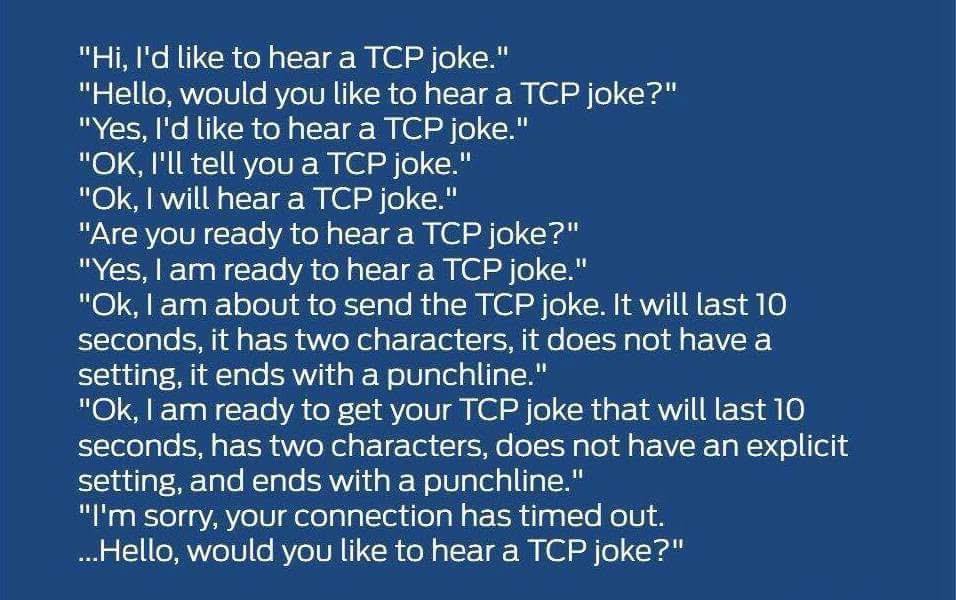 "Hi, I'd like to hear a TCP joke."
"Hello, would you like to hear a TCP joke?"
"Yes, I'd like to hear a TCP joke."
"OK, I'll tell you a TCP joke."
"Ok, I will hear a TCP joke."
"Are you ready to hear a TCP joke?"
"Yes, I am ready to hear a TCP joke."
"Ok, I am about to send the TCP joke. It will last 10
seconds, it has two characters, it does not have a
setting, it ends with a punchline."
"Ok, I am ready to get your TCP joke that will last 10
seconds, has two characters, does not have an explicit
setting, and ends with a punchline."
"I'm sorry, your connection has timed out.
...Hello, would you like to hear a TCP joke?"